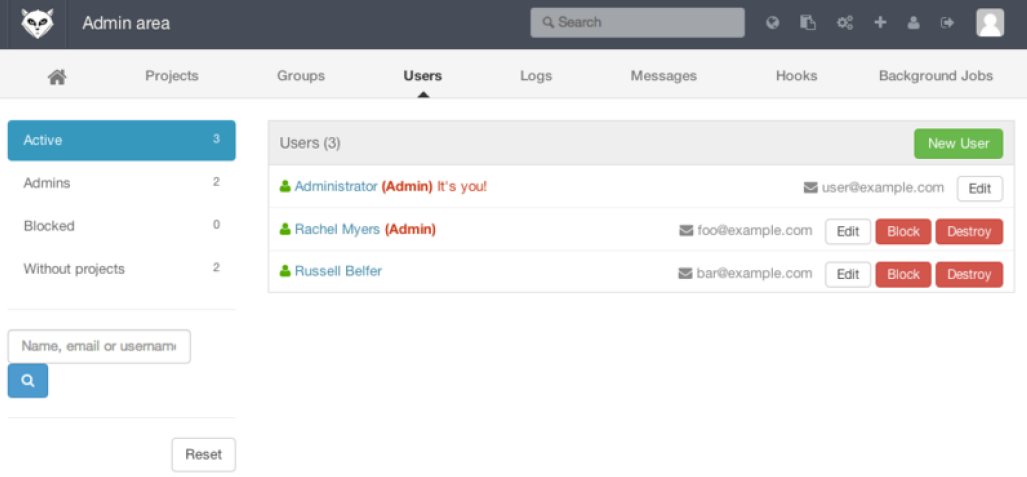 Admin area
Search
Projects Groups Users Logs Messages Hooks Background Jobs
Active 3
Admins 2
Blocked 0
Without projects 2
Name, email or usernam
Reset
Users (3) New User
Administrator (Admin) It's you! user@example.com Edit
Rachel Myers (Admin) foo@example.com Edit Block Destroy
Russell Belfer bar@example.com Edit Block Destroy